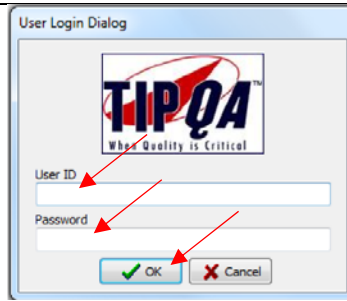 User Login Dialog
TIPQA™
When Quality is Critical
User ID
Password
OK
Cancel